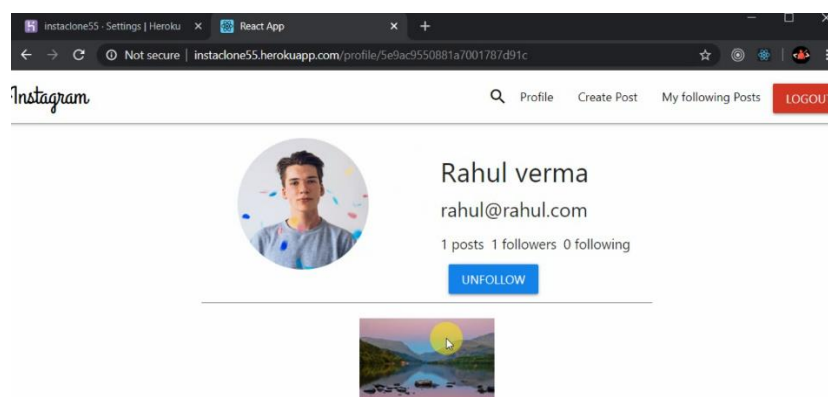 instaclone55 - Settings | Heroku
React App
Not secure | instaclone55.herokuapp.com/profile/5e9ac9550881a7001787d91c
Instagram
Profile
Create Post
My following Posts
LOGOUT
Rahul verma
rahul@rahul.com
1 posts 1 followers 0 following
UNFOLLOW